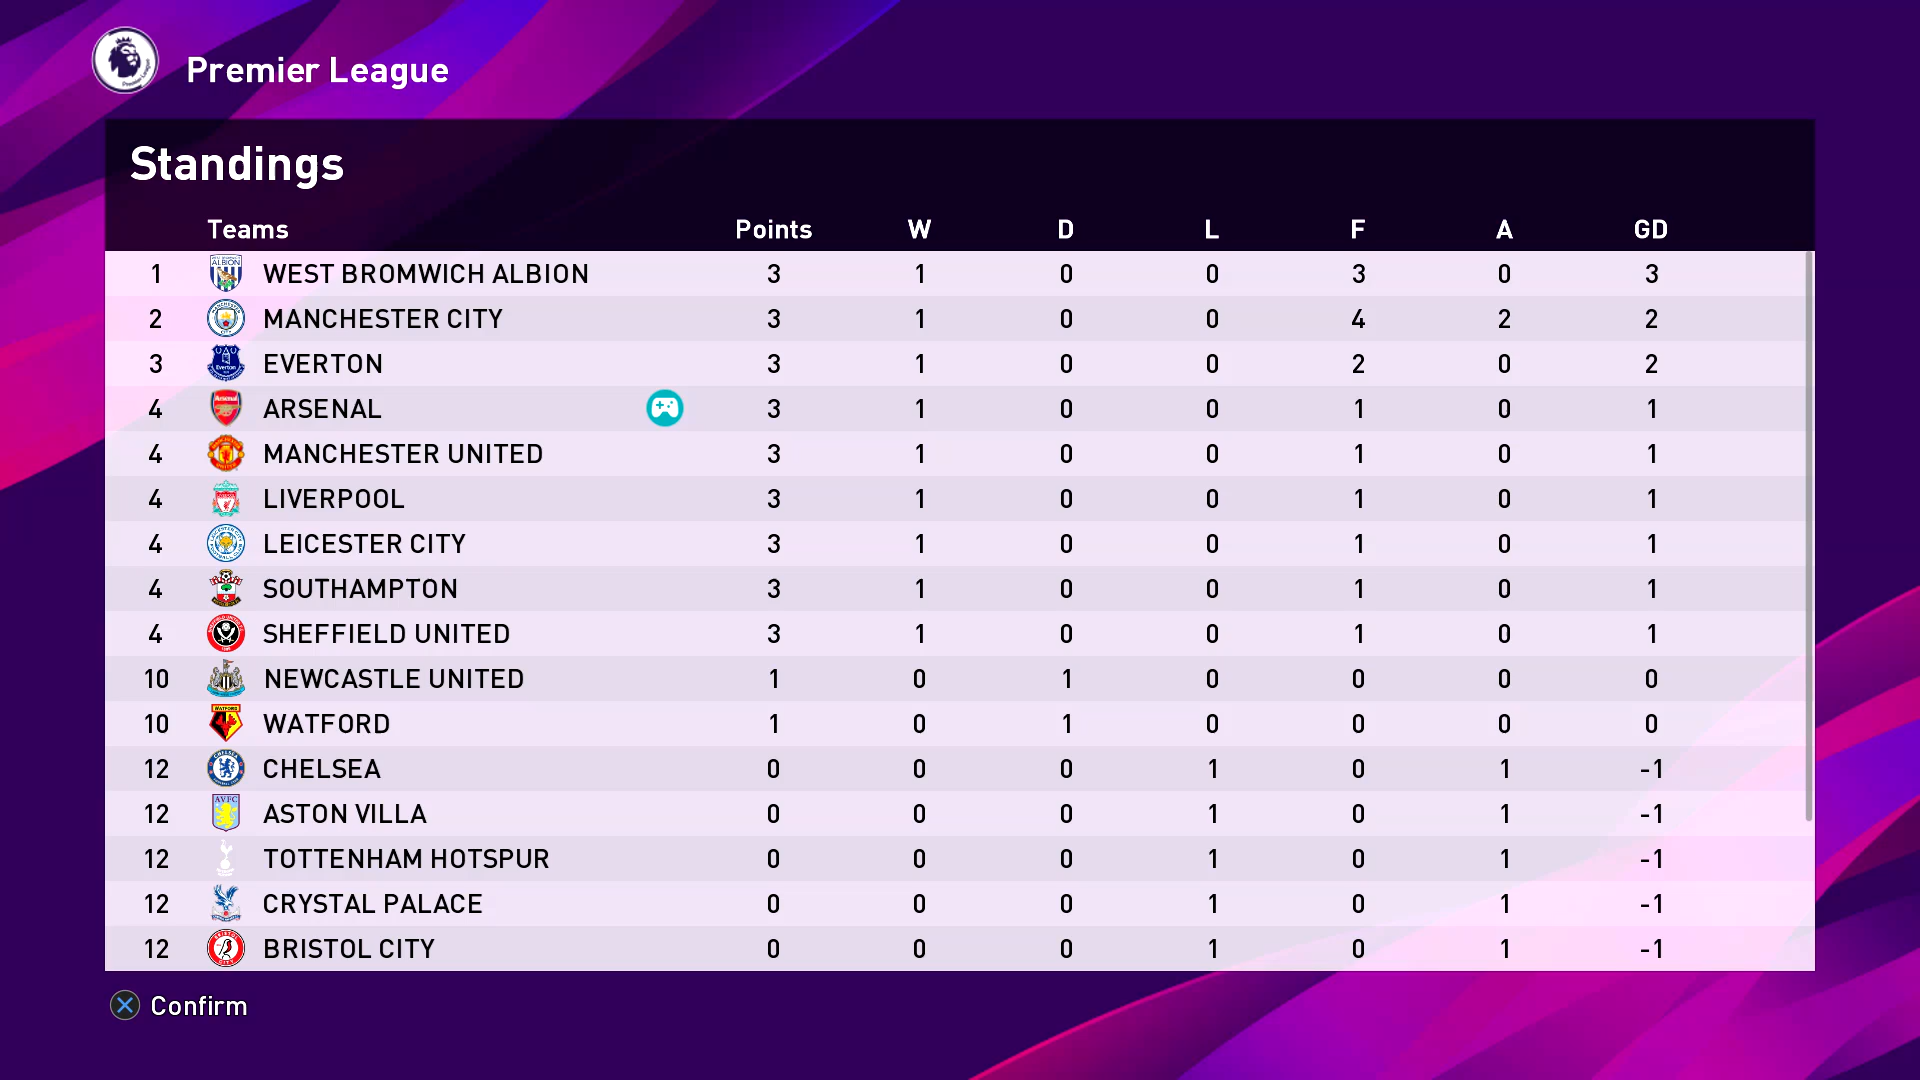 Premier League
Standings
Teams Points W D L F A GD
1 WEST BROMWICH ALBION 3 1 0 0 3 0 3
2 MANCHESTER CITY 3 1 0 0 4 2 2
3 EVERTON 3 1 0 0 2 0 2
4 ARSENAL 3 1 0 0 1 0 1
4 MANCHESTER UNITED 3 1 0 0 1 0 1
4 LIVERPOOL 3 1 0 0 1 0 1
4 LEICESTER CITY 3 1 0 0 1 0 1
4 SOUTHAMPTON 3 1 0 0 1 0 1
4 SHEFFIELD UNITED 3 1 0 0 1 0 1
10 NEWCASTLE UNITED 1 0 1 0 0 0 0
10 WATFORD 1 0 1 0 0 0 0
12 CHELSEA 0 0 0 1 0 1 -1
12 ASTON VILLA 0 0 0 1 0 1 -1
12 TOTTENHAM HOTSPUR 0 0 0 1 0 1 -1
12 CRYSTAL PALACE 0 0 0 1 0 1 -1
12 BRISTOL CITY 0 0 0 1 0 1 -1
Confirm